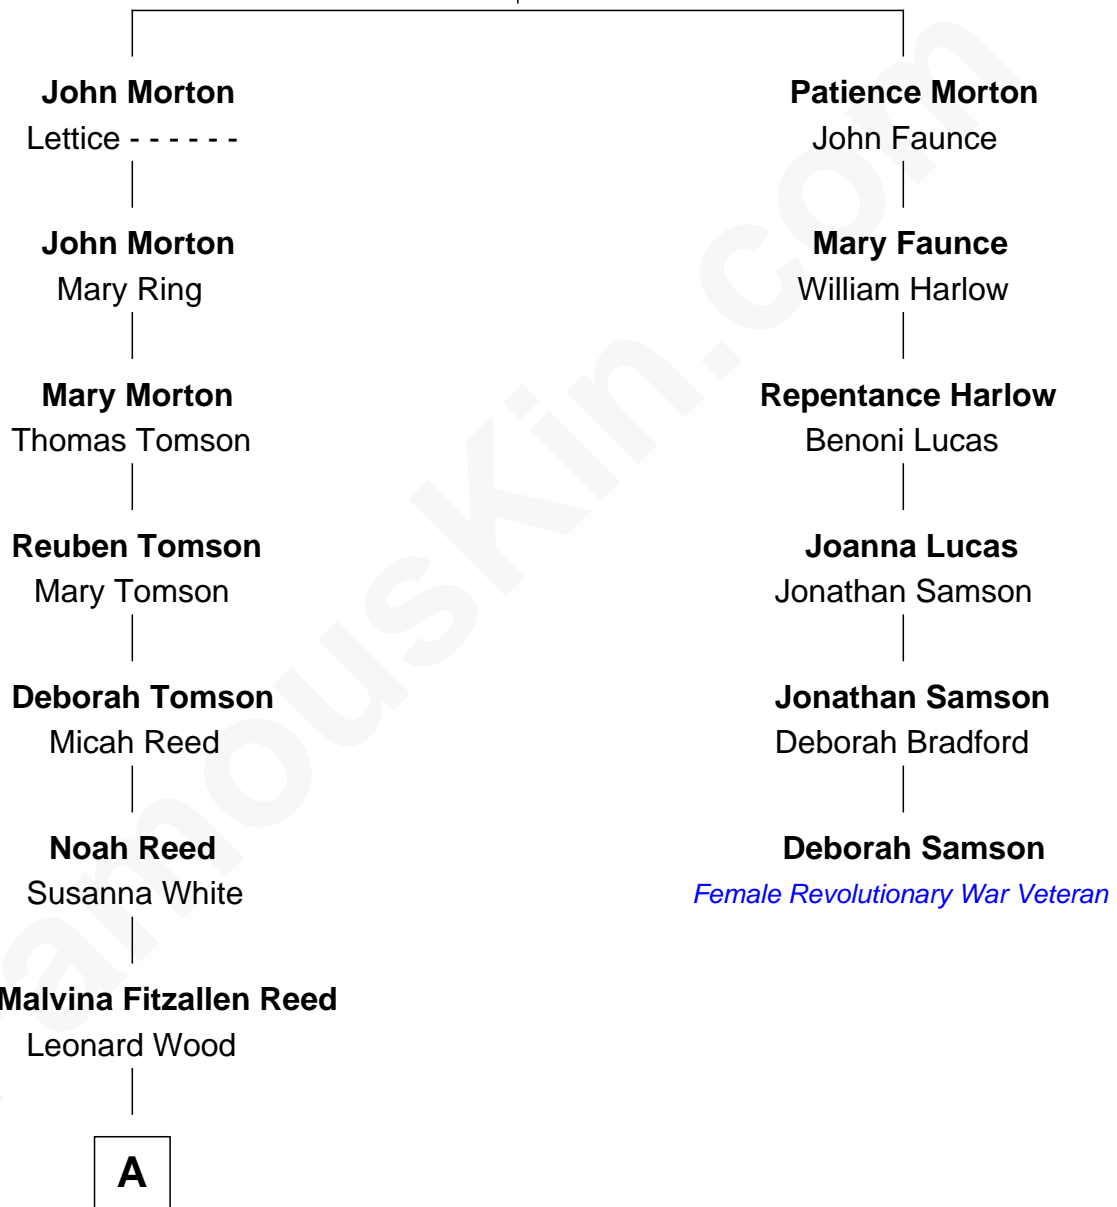 John Morton
Lettice - - - - - -
John Morton
Mary Ring
Mary Morton
Thomas Tomson
Reuben Tomson
Mary Tomson
Deborah Tomson
Micah Reed
Noah Reed
Susanna White
Malvina Fitzallen Reed
Leonard Wood
A
Patience Morton
John Faunce
Mary Faunce
William Harlow
Repentance Harlow
Benoni Lucas
Joanna Lucas
Jonathan Samson
Jonathan Samson
Deborah Bradford
Deborah Samson
Female Revolutionary War Veteran
FamousKin.com